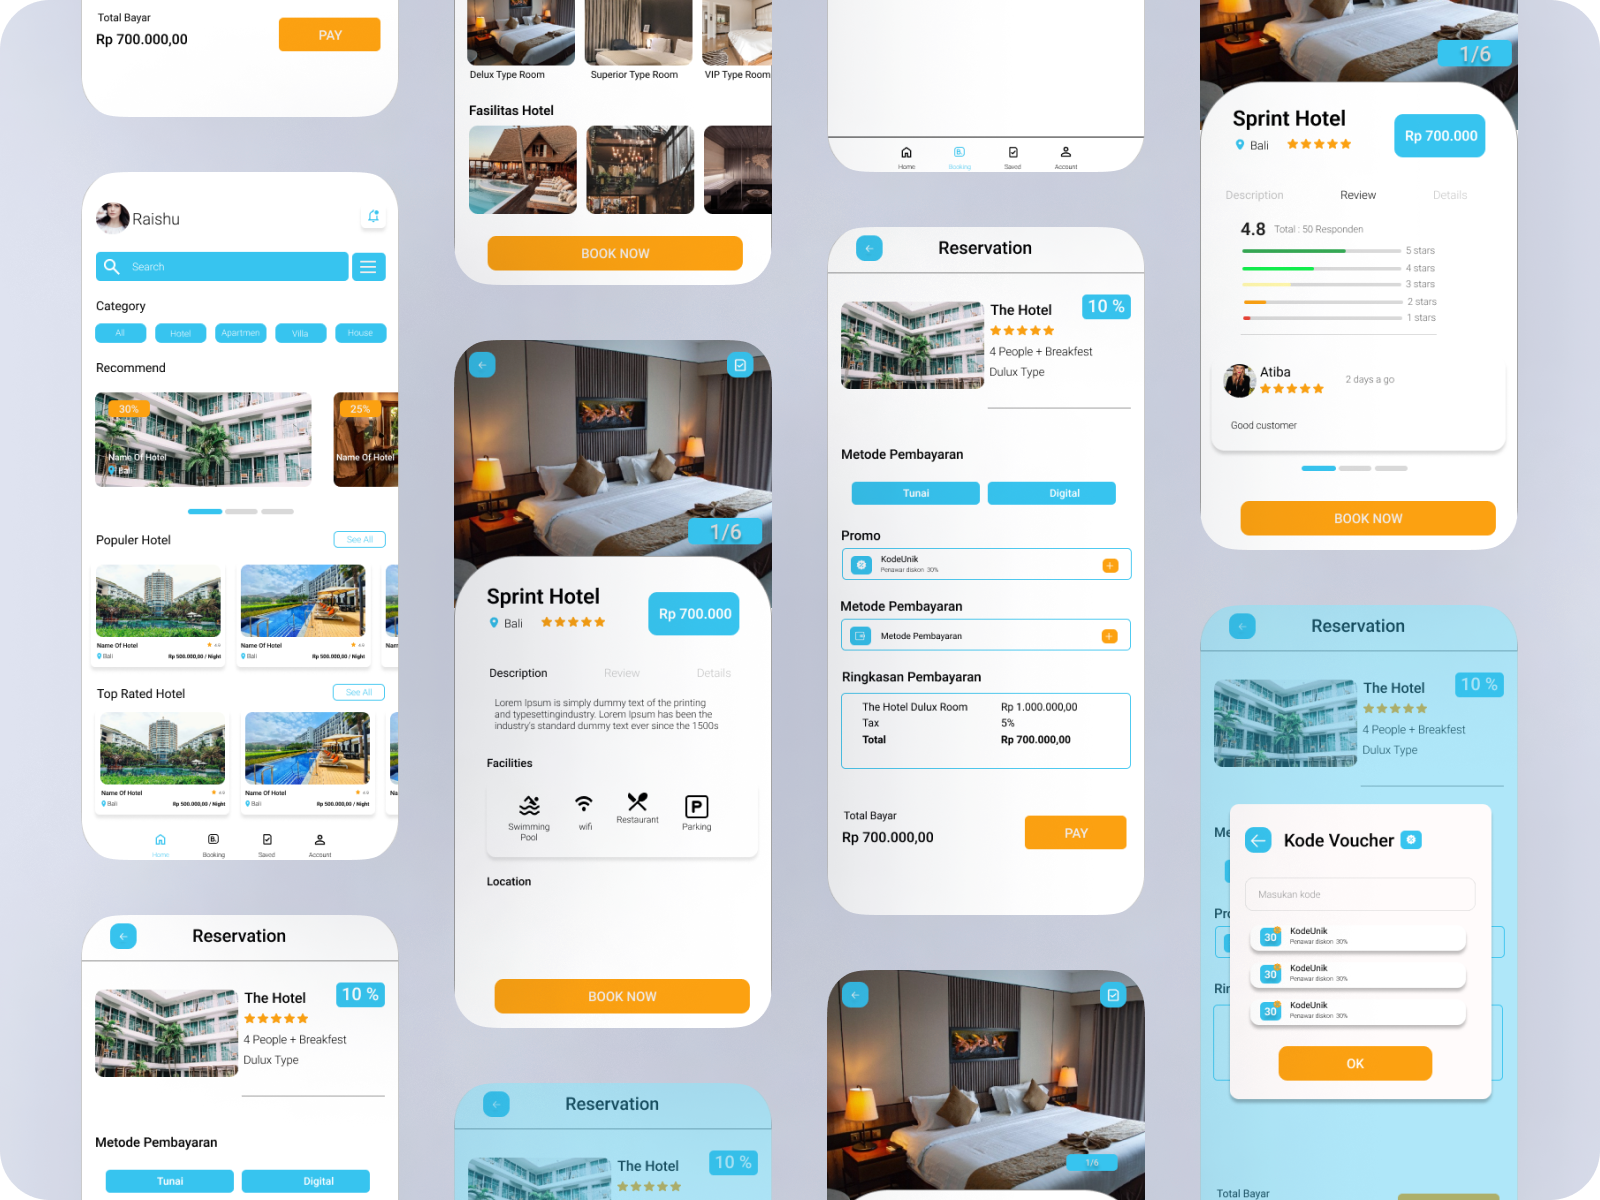 Total Bayar
Rp 700.000,00
PAY
Raishu
Search
Category
All
Hotel
Apartmen
Villa
House
Recommend
30%
Name Of Hotel
Bali
25%
Name Of Hotel
Populer Hotel
See All
Name Of Hotel
Bali
Rp 500.000,00 / Night
Name Of Hotel
Bali
Rp 500.000,00 / Night
Top Rated Hotel
See All
Name Of Hotel
Bali
Rp 500.000,00 / Night
Name Of Hotel
Bali
Rp 500.000,00 / Night
Home
Booking
Saved
Account
Reservation
The Hotel
10 %
4 People + Breakfest
Dulux Type
Metode Pembayaran
Tunai
Digital
Delux Type Room
Superior Type Room
VIP Type Room
Fasilitas Hotel
BOOK NOW
1/6
Sprint Hotel
Bali
Rp 700.000
Description
Review
Details
Lorem Ipsum is simply dummy text of the printing
and typesettingindustry. Lorem Ipsum has been the
industry's standard dummy text ever since the 1500s
Facilities
Swimming
Pool
wifi
Restaurant
P
Parking
Location
BOOK NOW
Reservation
The Hotel
10 %
Home
Booking
Saved
Account
Reservation
The Hotel
10 %
4 People + Breakfest
Dulux Type
Metode Pembayaran
Tunai
Digital
Promo
KodeUnik
Penawar diskon 30%
Metode Pembayaran
Metode Pembayaran
Ringkasan Pembayaran
The Hotel Dulux Room
Rp 1.000.000,00
Tax
5%
Total
Rp 700.000,00
Total Bayar
Rp 700.000,00
PAY
1/6
1/6
Sprint Hotel
Bali
Rp 700.000
Description
Review
Details
4.8
Total : 50 Responden
5 stars
4 stars
3 stars
2 stars
1 stars
Atiba
2 days a go
Good customer
BOOK NOW
Reservation
The Hotel
10 %
4 People + Breakfest
Dulux Type
Me
Pro
Rin
Kode Voucher
Masukan kode
30
KodeUnik
Penawar diskon 30%
30
KodeUnik
Penawar diskon 30%
30
KodeUnik
Penawar diskon 30%
OK
Total Bayar